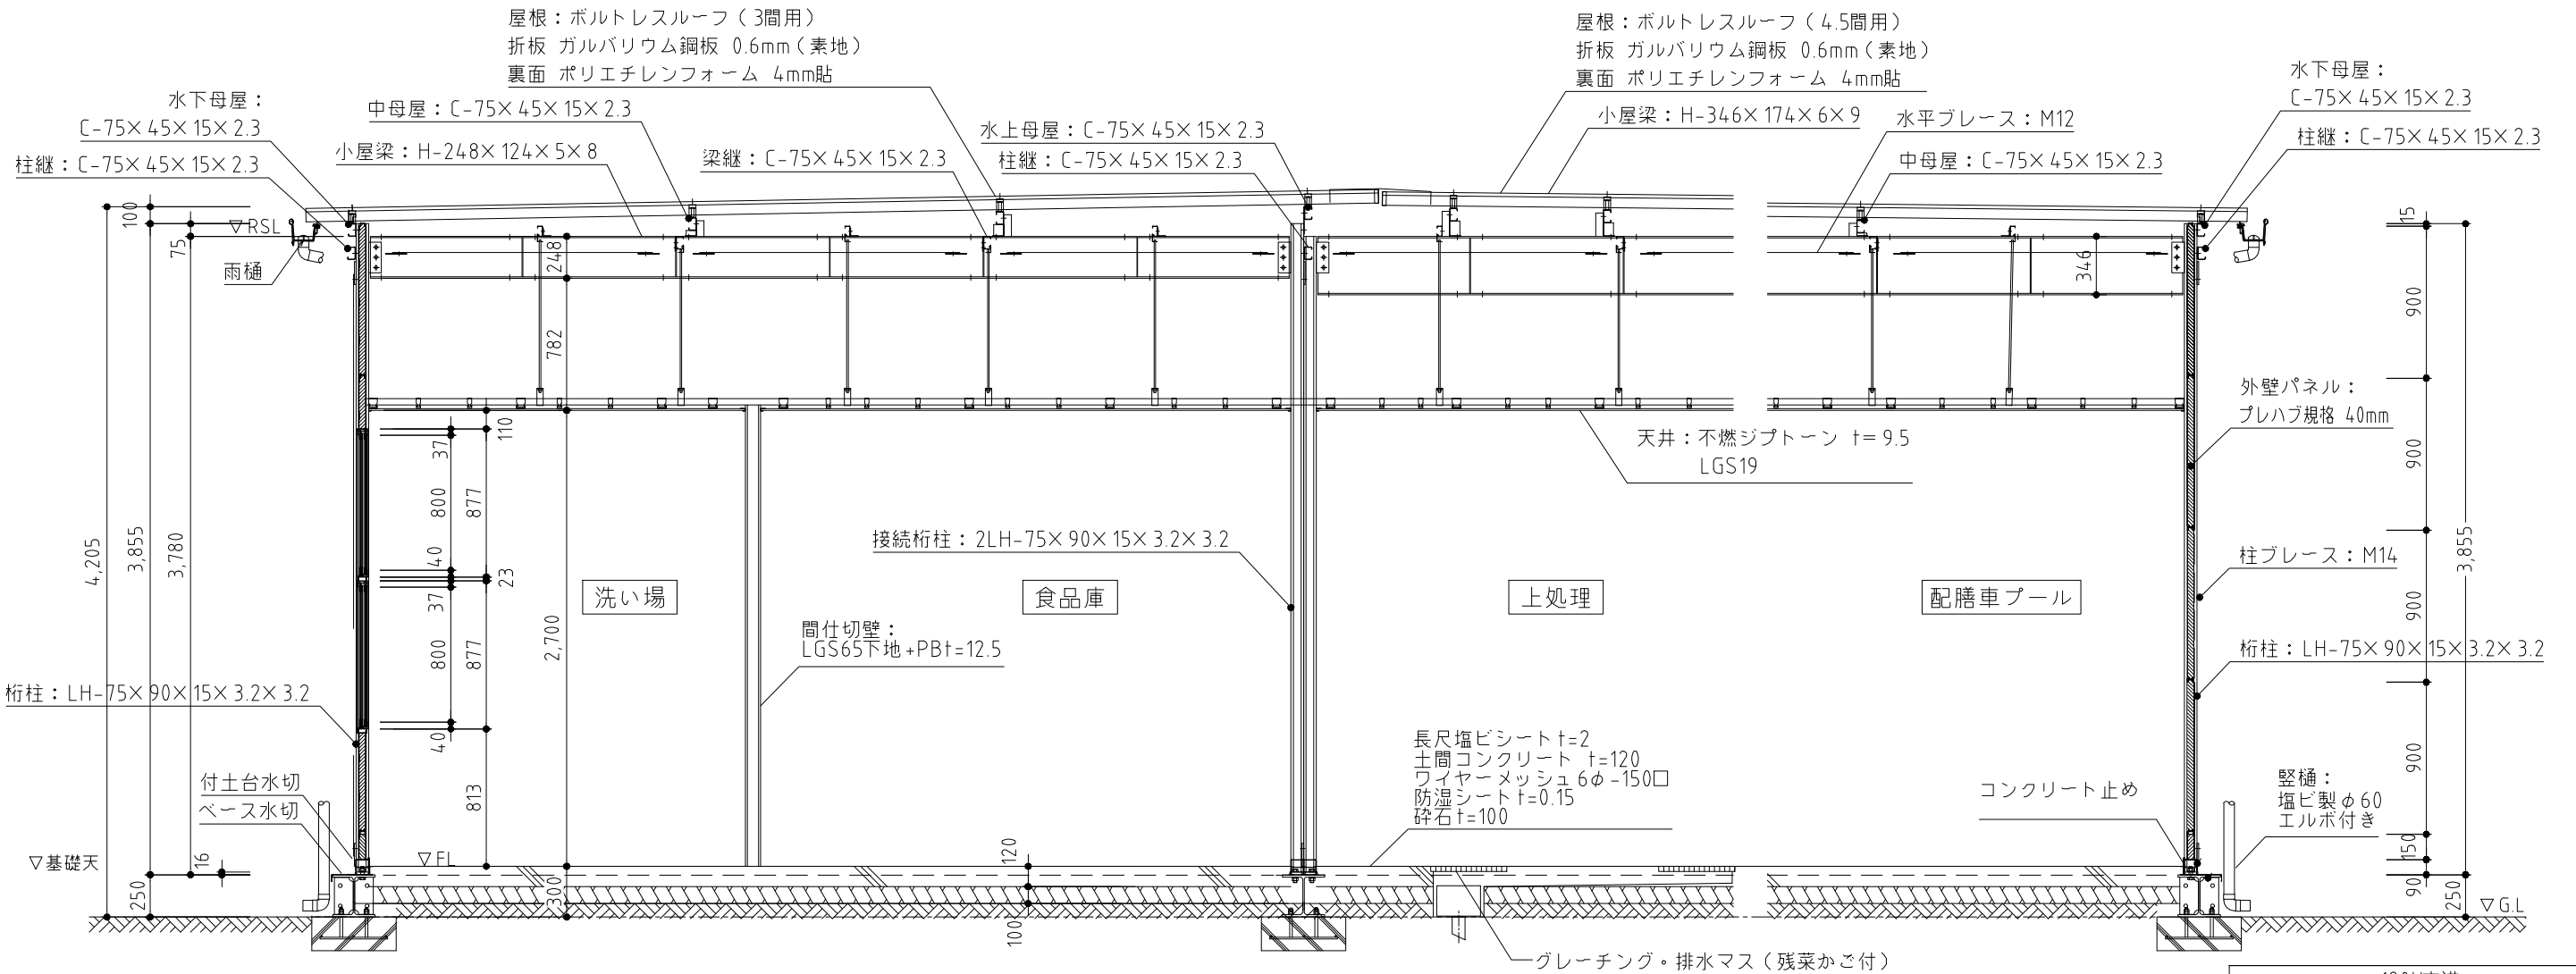 屋根：ボルトレスルーフ（3間用）
折板 ガルバリウム鋼板 0.6mm（素地）
裏面 ポリエチレンフォーム 4mm貼
屋根：ボルトレスルーフ（4.5間用）
折板 ガルバリウム鋼板 0.6mm（素地）
裏面 ポリエチレンフォーム 4mm貼
水下母屋：
C-75×45×15×2.3
中母屋：C-75×45×15×2.3
柱継：C-75×45×15×2.3
小屋梁：H-248×124×5×8
梁継：C-75×45×15×2.3
水上母屋：C-75×45×15×2.3
柱継：C-75×45×15×2.3
小屋梁：H-346×174×6×9
水平ブレース：M12
中母屋：C-75×45×15×2.3
水下母屋：
C-75×45×15×2.3
柱継：C-75×45×15×2.3
▽RSL
雨樋
100
75
4,205
3,855
3,780
16
250
248
782
2,700
300
110
37
800
877
40
23
37
800
877
40
813
120
100
346
15
900
900
900
900
150
90
3,855
250
洗い場
食品庫
上処理
配膳車プール
天井：不燃ジプトーン t=9.5
LGS19
外壁パネル：
プレハブ規格 40mm
接続桁柱：2LH-75×90×15×3.2×3.2
柱ブレース：M14
間仕切壁：
LGS65下地+PBt=12.5
桁柱：LH-75×90×15×3.2×3.2
桁柱：LH-75×90×15×3.2×3.2
長尺塩ビシートt=2
土間コンクリート t=120
ワイヤーメッシュ6φ-150□
防湿シートt=0.15
砕石t=100
コンクリート止め
竪樋：
塩ビ製φ60
エルボ付き
付土台水切
ベース水切
▽基礎天
▽FL
▽G.L
グレーチング・排水マス（残菜かご付）